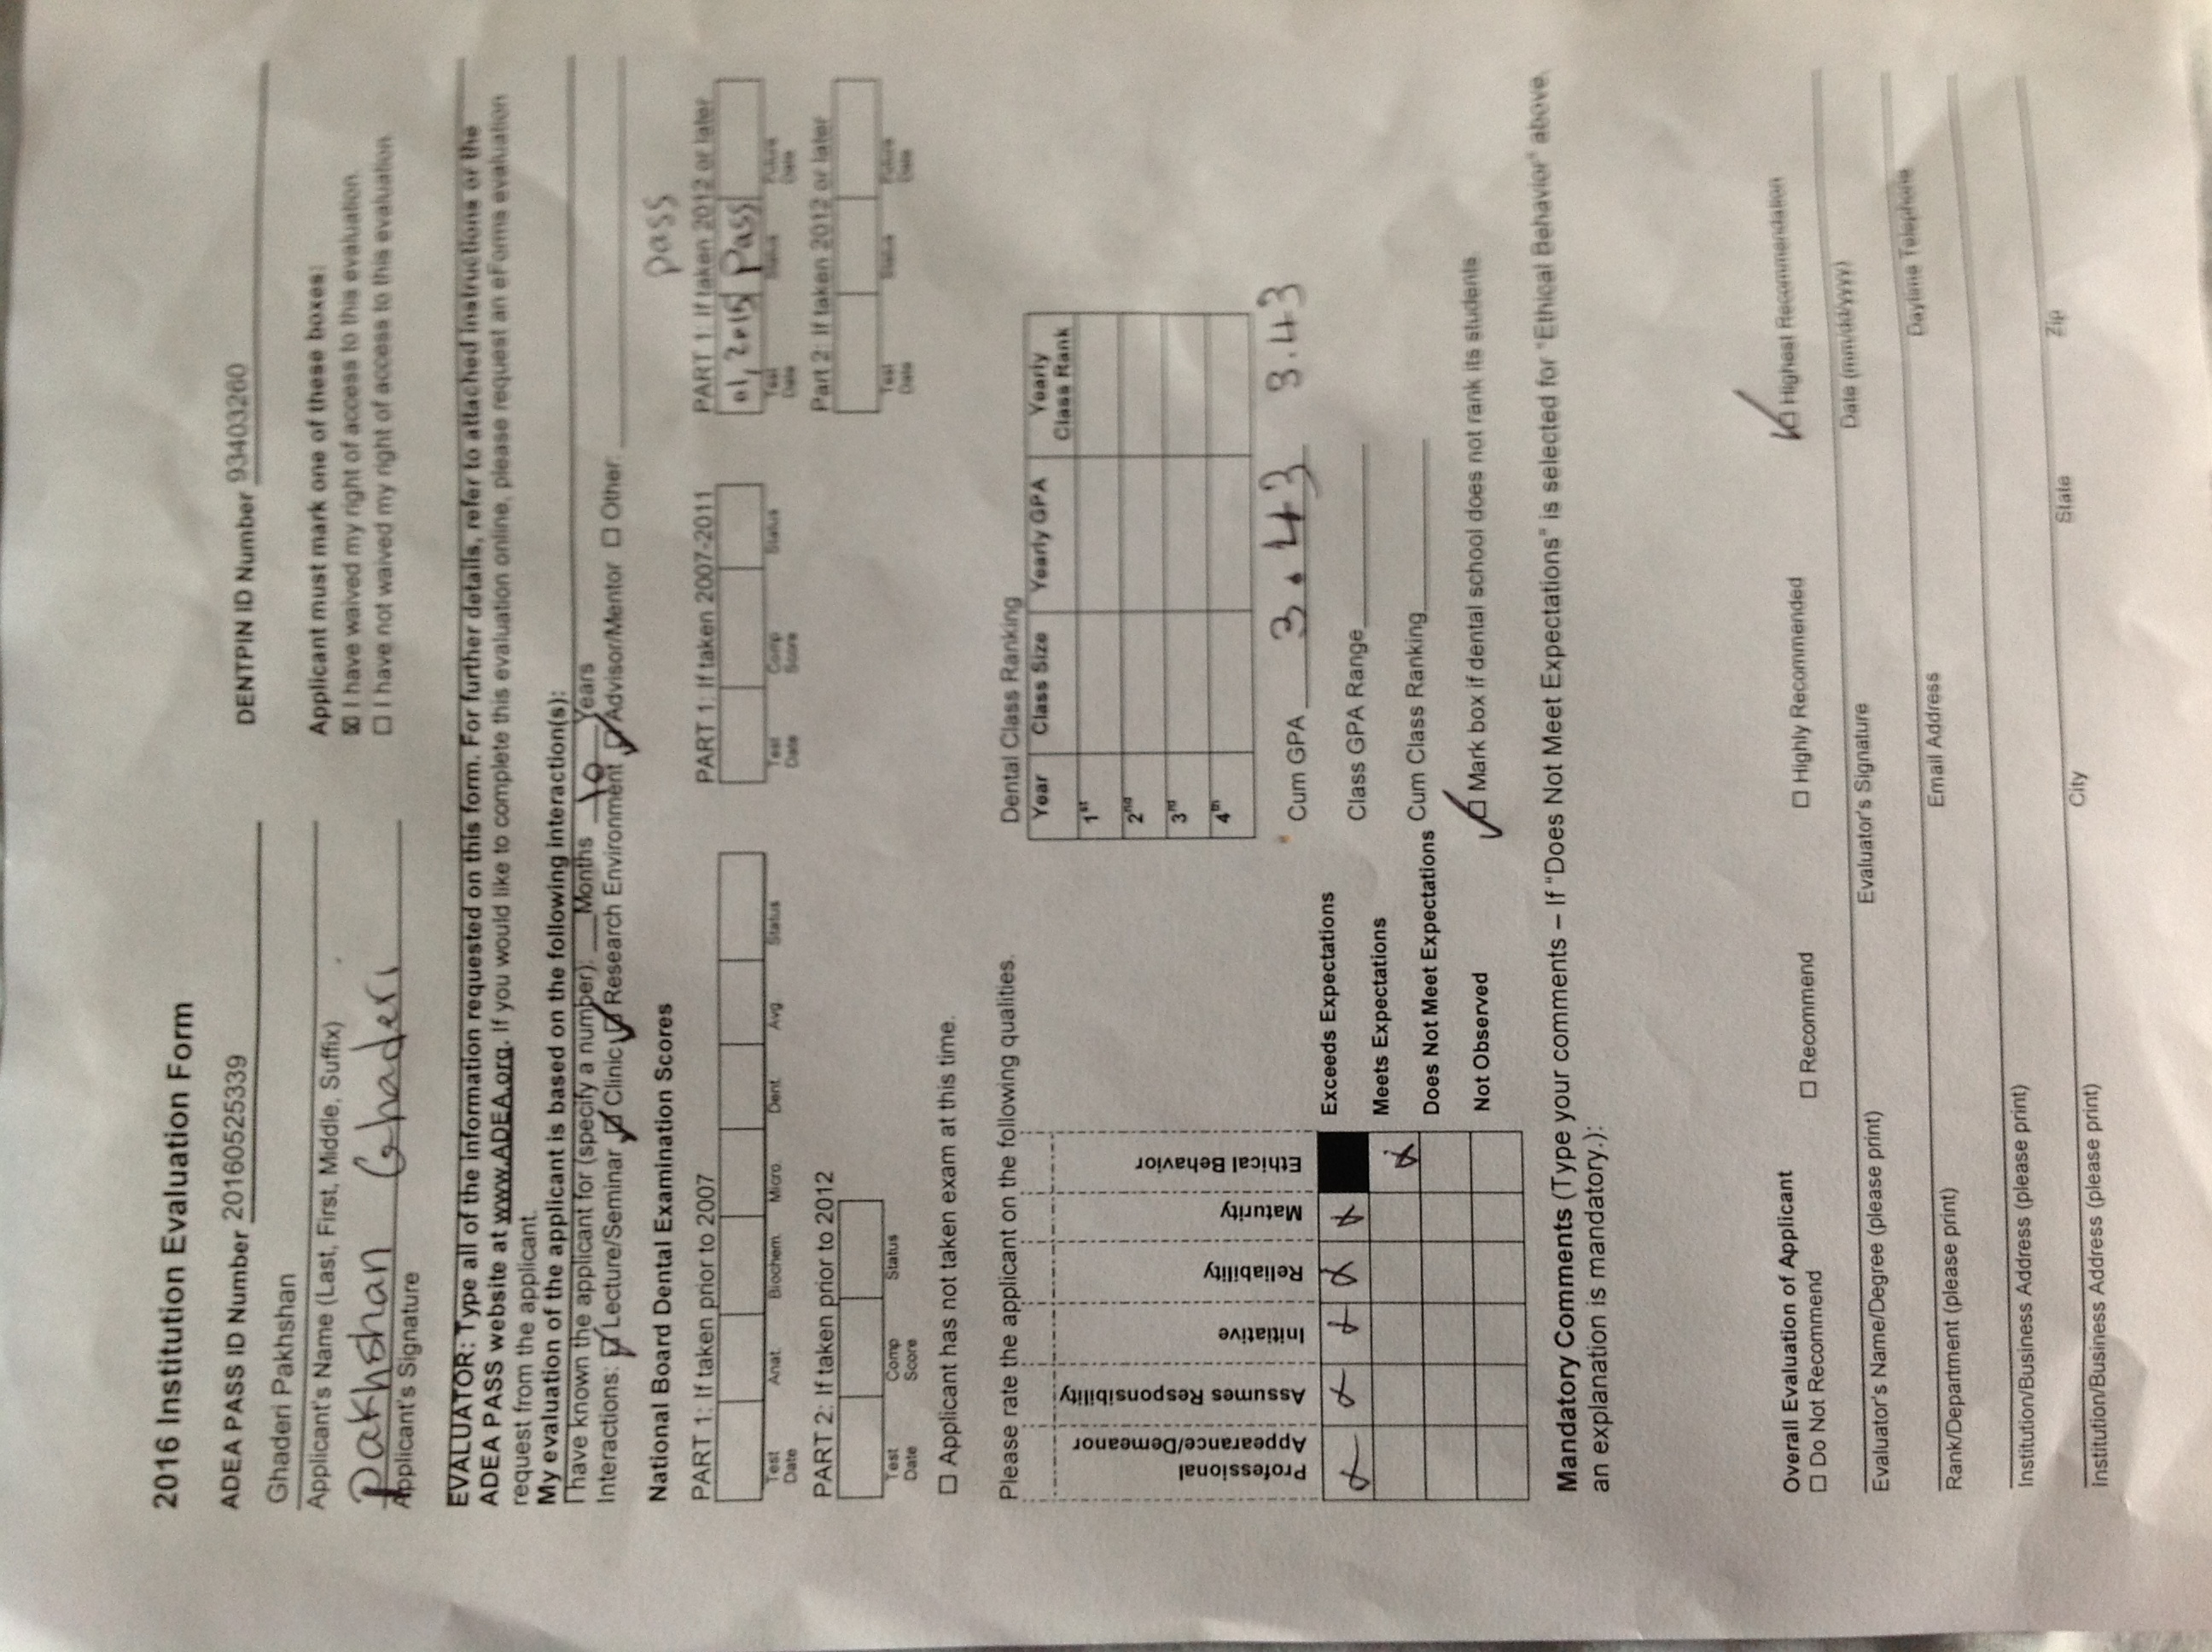 2016 Institution Evaluation Form
ADEA PASS ID Number 20160525339 DENTPIN ID Number 93403260
Ghaderi Pakhshan
Applicant's Name (Last, First, Middle, Suffix)
Pakhshan Ghaderi
Applicant's Signature
Applicant must mark one of these boxes:
☒ I have waived my right of access to this evaluation.
☐ I have not waived my right of access to this evaluation
EVALUATOR: Type all of the information requested on this form. For further details, refer to attached instructions or the
ADEA PASS website at www.ADEA.org. If you would like to complete this evaluation online, please request an eForms evaluation
request from the applicant.
My evaluation of the applicant is based on the following interaction(s):
I have known the applicant for (specify a number). ___ Months 10 Years
Interactions: ☑ Lecture/Seminar ☑ Clinic ☑ Research Environment ☑ Advisor/Mentor ☐ Other:
National Board Dental Examination Scores pass
PART 1: If taken prior to 2007 PART 1: If taken 2007-2011 PART 1: If taken 2012 or later
01, 2015 Pass
Test Date Anat. Biochem. Micro. Dent. Avg Status Test Date Comp Score Status Test Date Status Future Date
PART 2: If taken prior to 2012 Part 2: If taken 2012 or later
Test Date Comp Score Status Test Date Status Future Date
☐ Applicant has not taken exam at this time.
Please rate the applicant on the following qualities.
Professional Appearance/Demeanor
Assumes Responsibility
Initiative
Reliability
Maturity
Ethical Behavior
Exceeds Expectations
Meets Expectations
Does Not Meet Expectations
Not Observed
Dental Class Ranking
Year Class Size Yearly GPA Yearly Class Rank
1st
2nd
3rd
4th
Cum GPA 3.43 3.43
Class GPA Range
Cum Class Ranking
☑ Mark box if dental school does not rank its students
Mandatory Comments (Type your comments – If "Does Not Meet Expectations" is selected for "Ethical Behavior" above,
an explanation is mandatory.):
Overall Evaluation of Applicant
☐ Do Not Recommend ☐ Recommend ☐ Highly Recommended ☑ Highest Recommendation
Evaluator's Name/Degree (please print) Evaluator's Signature Date (mm/dd/yyyy)
Rank/Department (please print) Email Address Daytime Telephone
Institution/Business Address (please print)
Institution/Business Address (please print) City State Zip